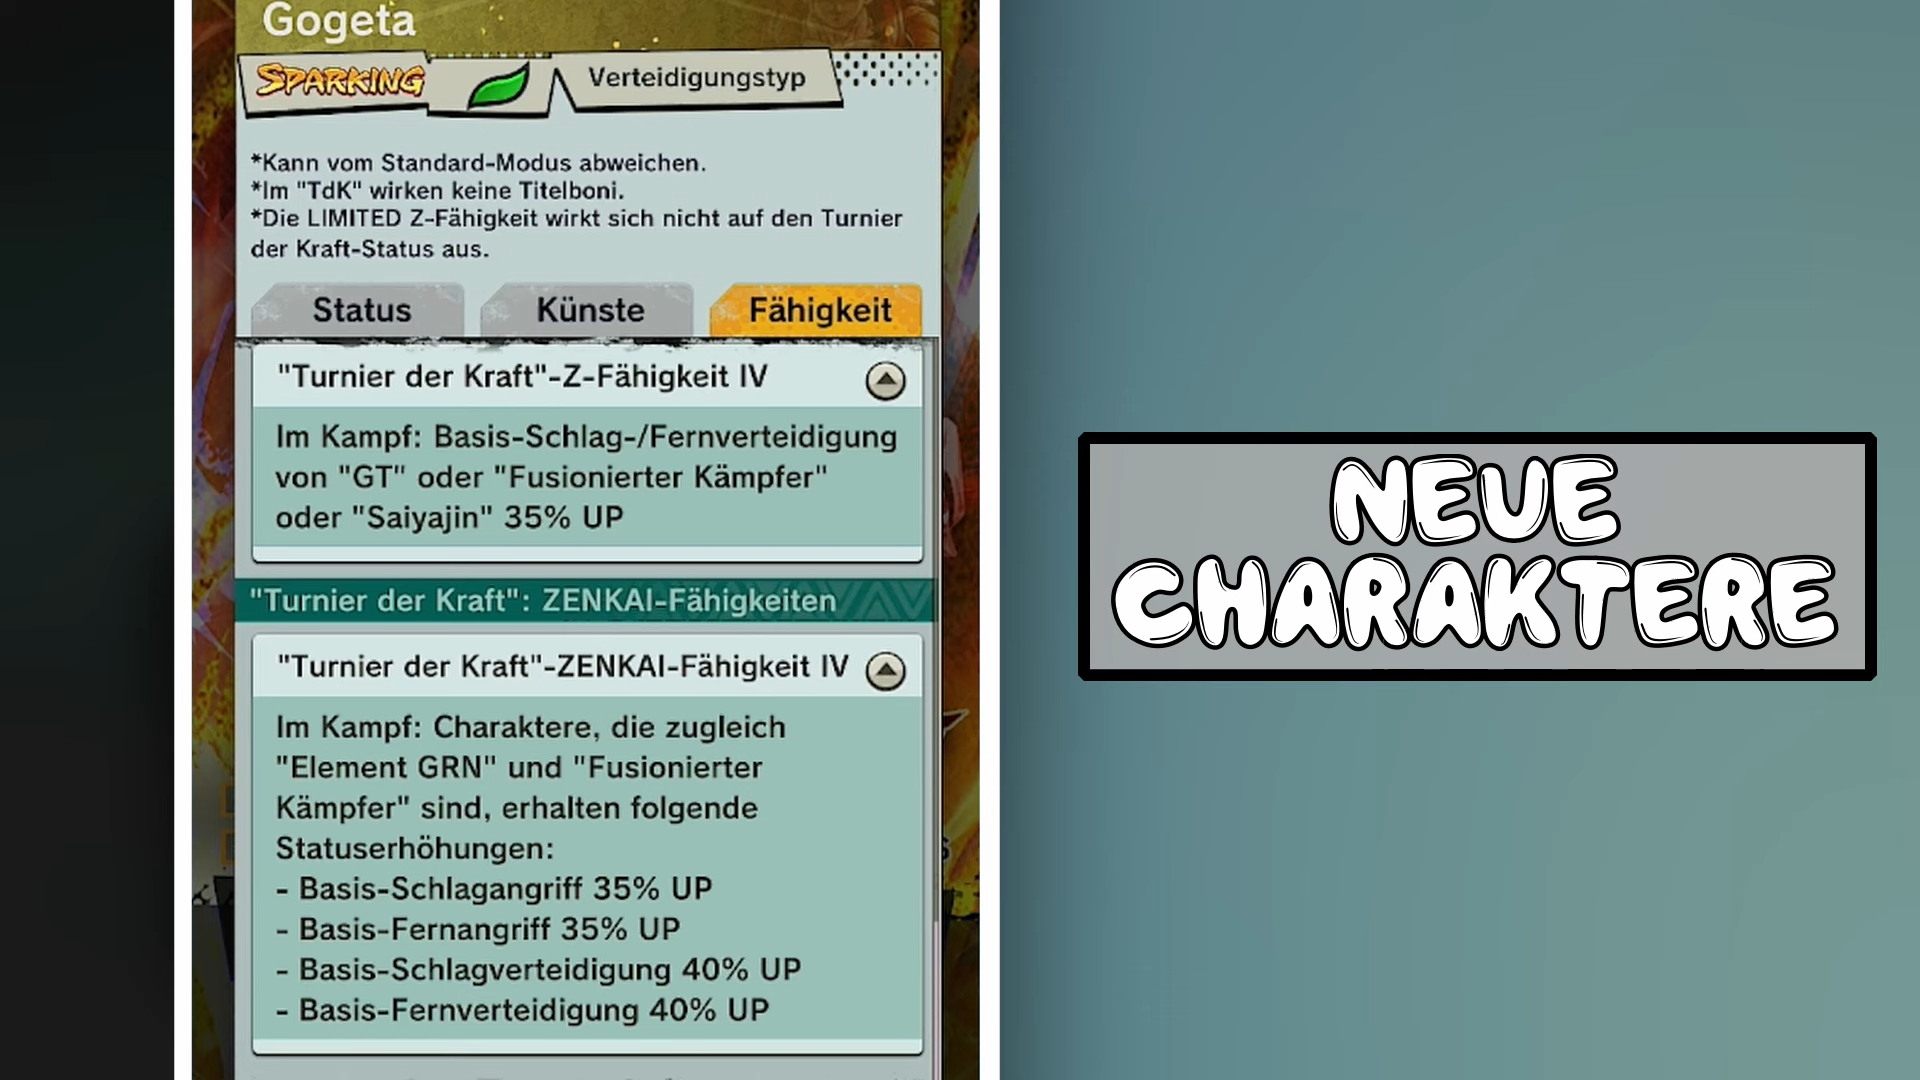 Gogeta
SPARKING
Verteidigungstyp
*Kann vom Standard-Modus abweichen.
*Im "TdK" wirken keine Titelboni.
*Die LIMITED Z-Fähigkeit wirkt sich nicht auf den Turnier
der Kraft-Status aus.
Status
Künste
Fähigkeit
"Turnier der Kraft"-Z-Fähigkeit IV
Im Kampf: Basis-Schlag-/Fernverteidigung
von "GT" oder "Fusionierter Kämpfer"
oder "Saiyajin" 35% UP
"Turnier der Kraft": ZENKAI-Fähigkeiten
"Turnier der Kraft"-ZENKAI-Fähigkeit IV
Im Kampf: Charaktere, die zugleich
"Element GRN" und "Fusionierter
Kämpfer" sind, erhalten folgende
Statuserhöhungen:
- Basis-Schlagangriff 35% UP
- Basis-Fernangriff 35% UP
- Basis-Schlagverteidigung 40% UP
- Basis-Fernverteidigung 40% UP
NEUE
CHARAKTERE